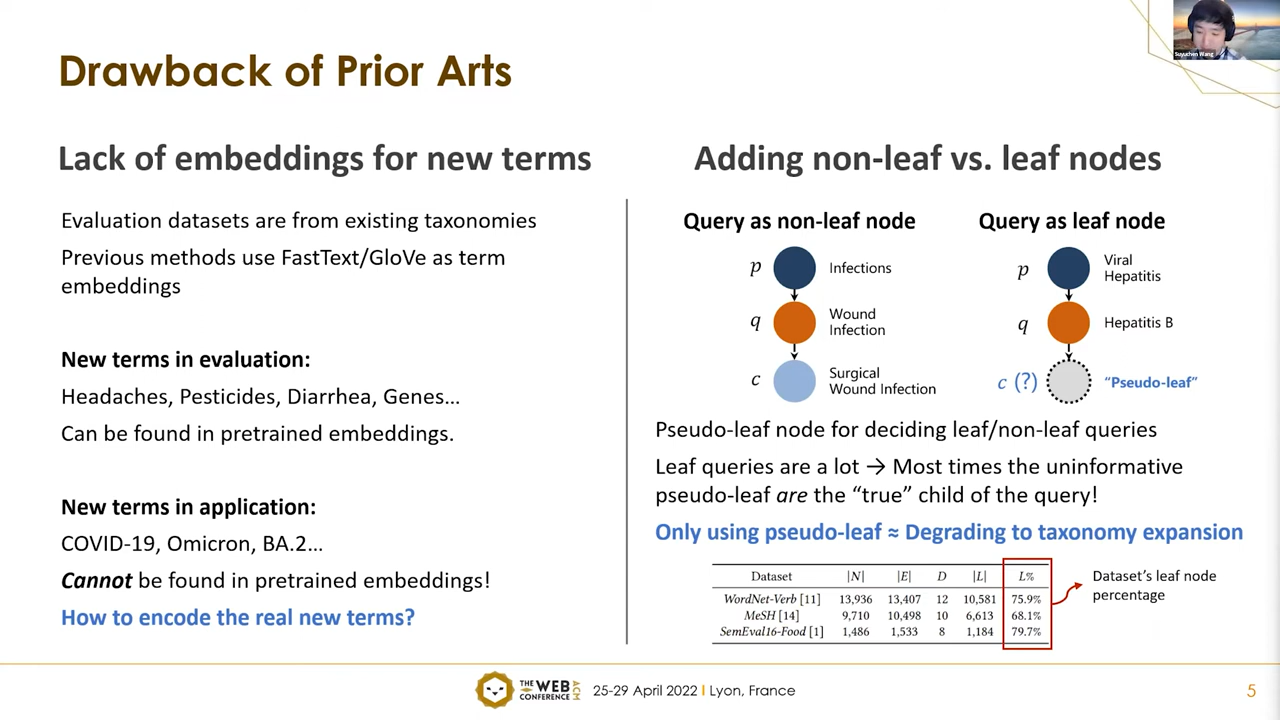 Suyuchen Wang
Drawback of Prior Arts
Lack of embeddings for new terms
Evaluation datasets are from existing taxonomies
Previous methods use FastText/GloVe as term
embeddings
New terms in evaluation:
Headaches, Pesticides, Diarrhea, Genes...
Can be found in pretrained embeddings.
New terms in application:
COVID-19, Omicron, BA.2...
Cannot be found in pretrained embeddings!
How to encode the real new terms?
Adding non-leaf vs. leaf nodes
Query as non-leaf node
p Infections
q Wound
Infection
c Surgical
Wound Infection
Query as leaf node
p Viral
Hepatitis
q Hepatitis B
c (?) “Pseudo-leaf”
Pseudo-leaf node for deciding leaf/non-leaf queries
Leaf queries are a lot → Most times the uninformative
pseudo-leaf are the “true” child of the query!
Only using pseudo-leaf ≈ Degrading to taxonomy expansion
Dataset |N| |E| D |L| L%
WordNet-Verb [11] 13,936 13,407 12 10,581 75.9%
MeSH [14] 9,710 10,498 10 6,613 68.1%
SemEval16-Food [1] 1,486 1,533 8 1,184 79.7%
Dataset's leaf node
percentage
THE WEB CONFERENCE ACM
25-29 April 2022 | Lyon, France
5